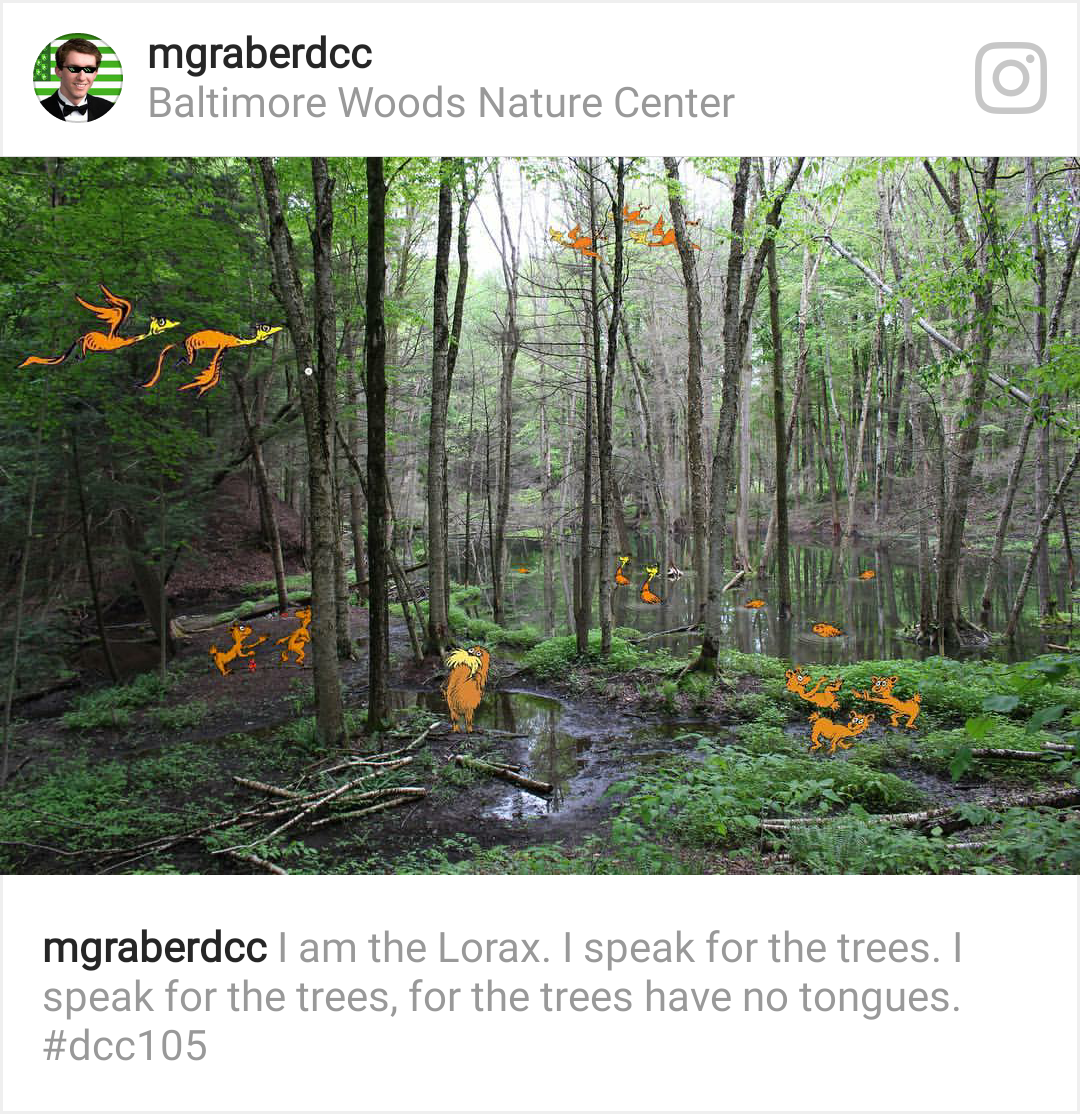 mgraberdcc
Baltimore Woods Nature Center
mgraberdcc I am the Lorax. I speak for the trees. I
speak for the trees, for the trees have no tongues.
#dcc105